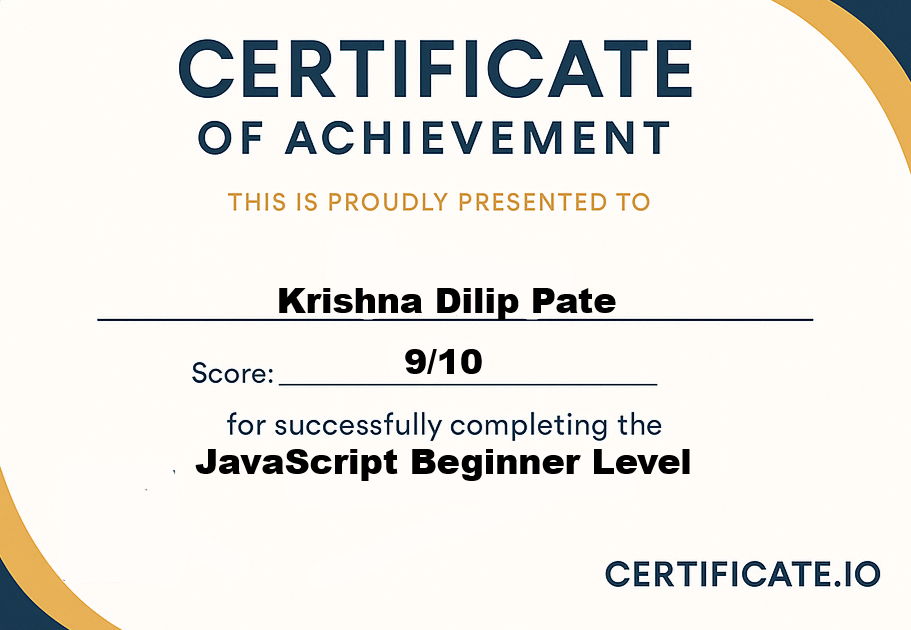 CERTIFICATE
OF ACHIEVEMENT
THIS IS PROUDLY PRESENTED TO
Krishna Dilip Pate
Score: 9/10
for successfully completing the
JavaScript Beginner Level
CERTIFICATE.IO